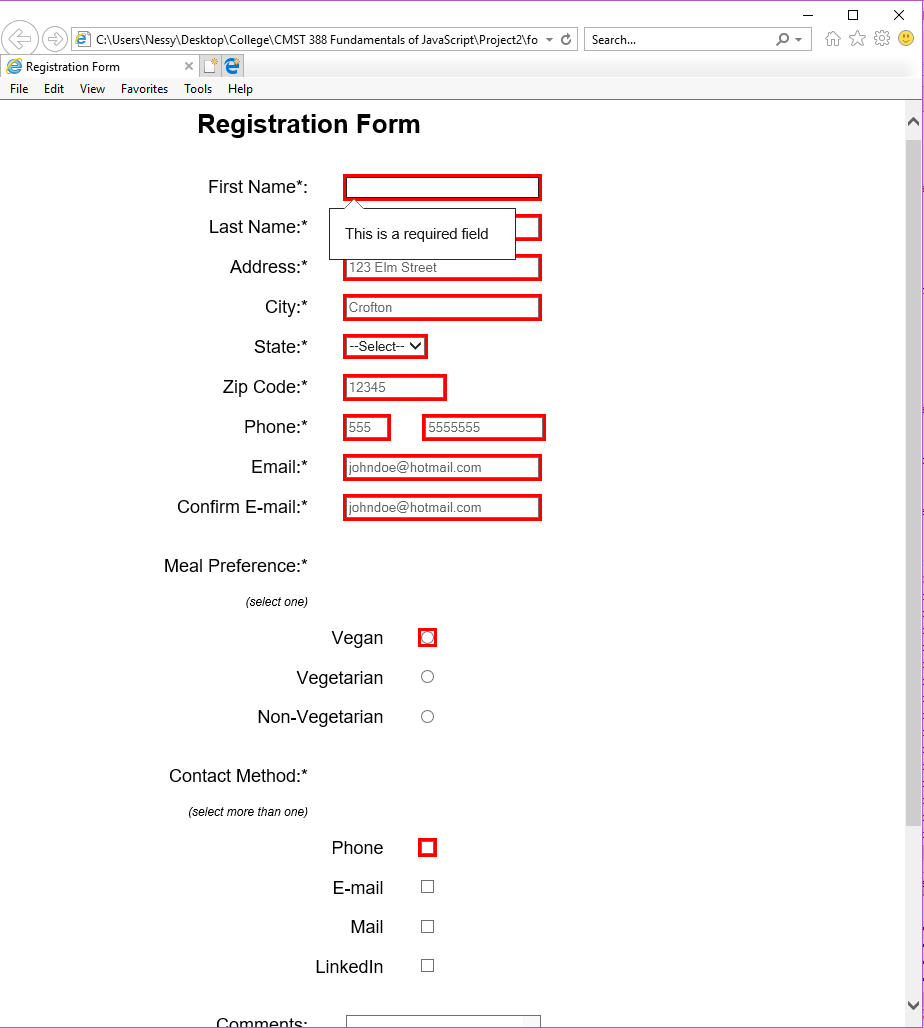 C:\Users\Nessy\Desktop\College\CMST 388 Fundamentals of JavaScript\Project2\fo
Search...
Registration Form
File Edit View Favorites Tools Help
Registration Form
First Name*:
Last Name:*
This is a required field
Address:* 123 Elm Street
City:* Crofton
State:* --Select--
Zip Code:* 12345
Phone:* 555 5555555
Email:* johndoe@hotmail.com
Confirm E-mail:* johndoe@hotmail.com
Meal Preference:*
(select one)
Vegan
Vegetarian
Non-Vegetarian
Contact Method:*
(select more than one)
Phone
E-mail
Mail
LinkedIn
Comments: